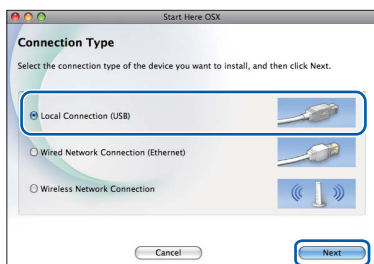 Start Here OSX
Connection Type
Select the connection type of the device you want to install, and then click Next.
Local Connection (USB)
Wired Network Connection (Ethernet)
Wireless Network Connection
Cancel
Next